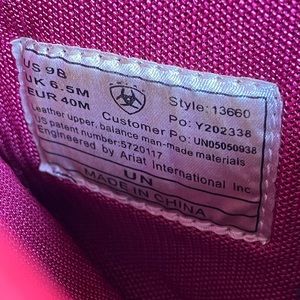 US 9B
UK 6.5M
EUR 40M
Style: 13660
Po: Y202338
Customer Po: UN05050938
Leather upper, balance man-made materials
US patent number: 5720117
Engineered by Ariat International Inc.
UN
MADE IN CHINA